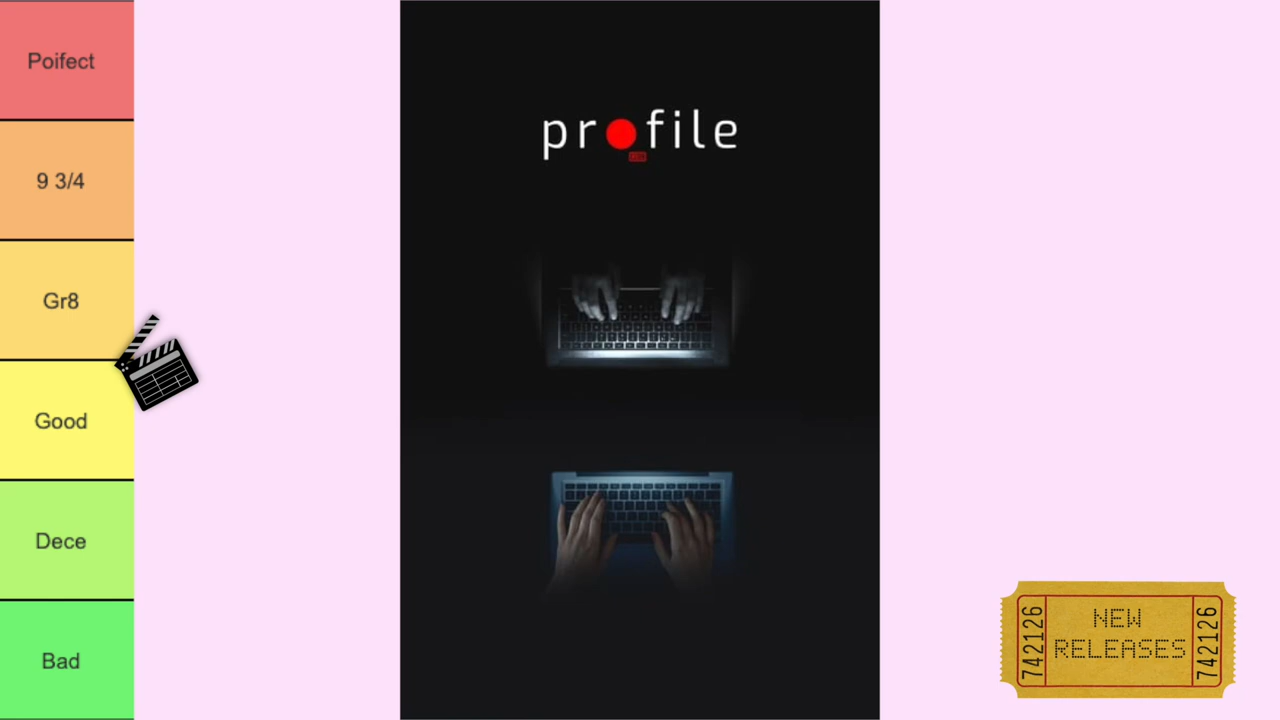 Poifect
9 3/4
Gr8
Good
Dece
Bad
profile
NEW
RELEASES
742126
742126